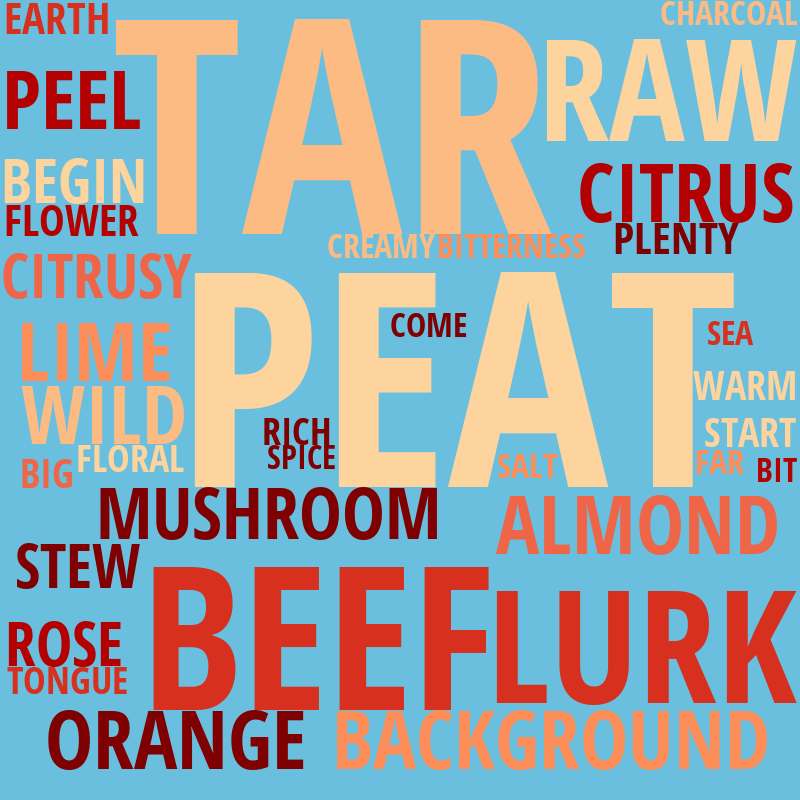 EARTH
TAR
CHARCOAL
RAW
PEEL
BEGIN
CITRUS
FLOWER
PLENTY
CREAMY
BITTERNESS
CITRUSY
PEAT
COME
SEA
LIME
WARM
WILD
RICH
START
FLORAL
SPICE
BIG
SALT
FAR
BIT
MUSHROOM
ALMOND
STEW
BEEF
LURK
ROSE
TONGUE
ORANGE
BACKGROUND